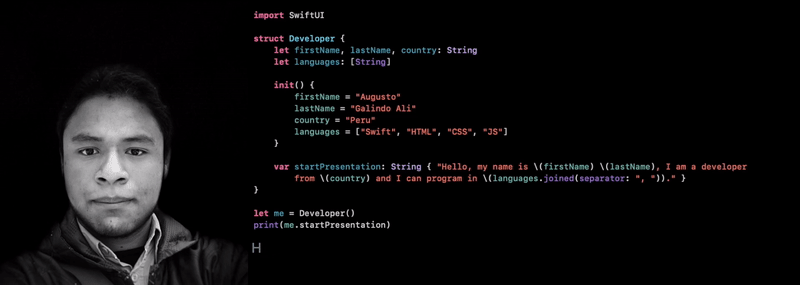 import SwiftUI
struct Developer {
let firstName, lastName, country: String
let languages: [String]
init() {
firstName = "Augusto"
lastName = "Galindo Ali"
country = "Peru"
languages = ["Swift", "HTML", "CSS", "JS"]
}
var startPresentation: String { "Hello, my name is \(firstName) \(lastName), I am a developer
from \(country) and I can program in \(languages.joined(separator: ", "))." }
}
let me = Developer()
print(me.startPresentation)
H